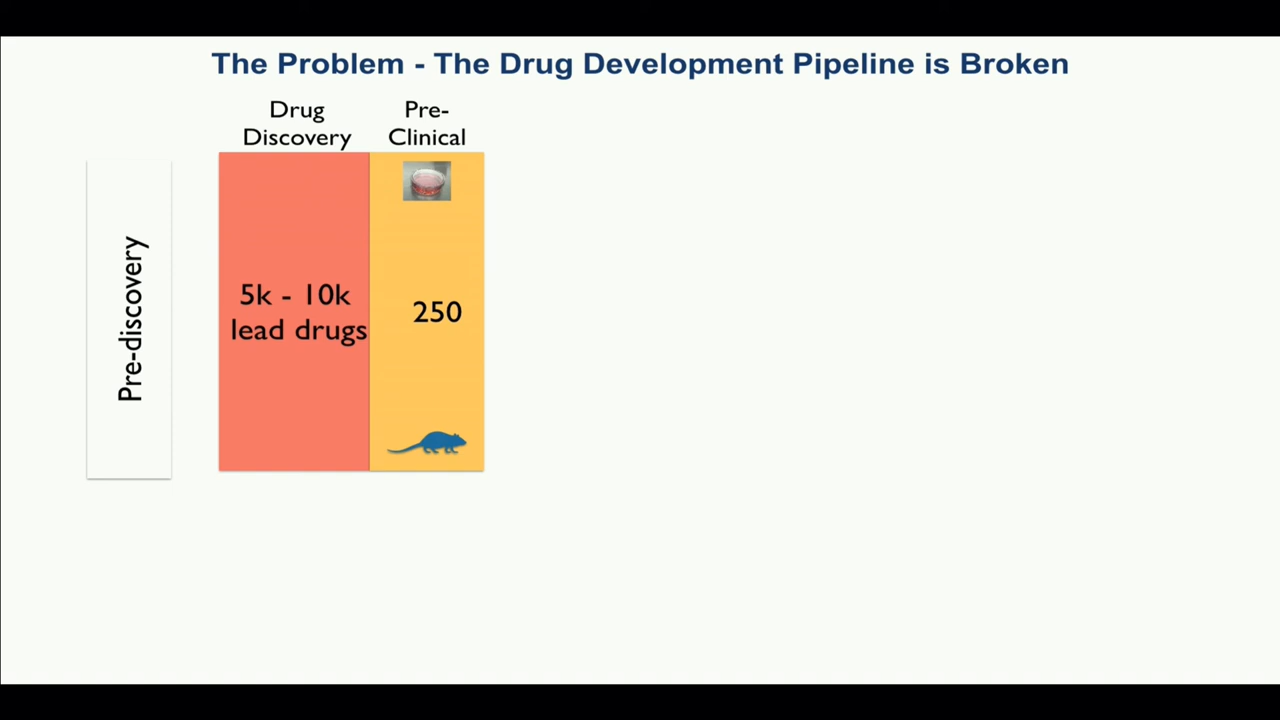 The Problem - The Drug Development Pipeline is Broken
Drug
Discovery
Pre-
Clinical
Pre-discovery
5k - 10k
lead drugs
250